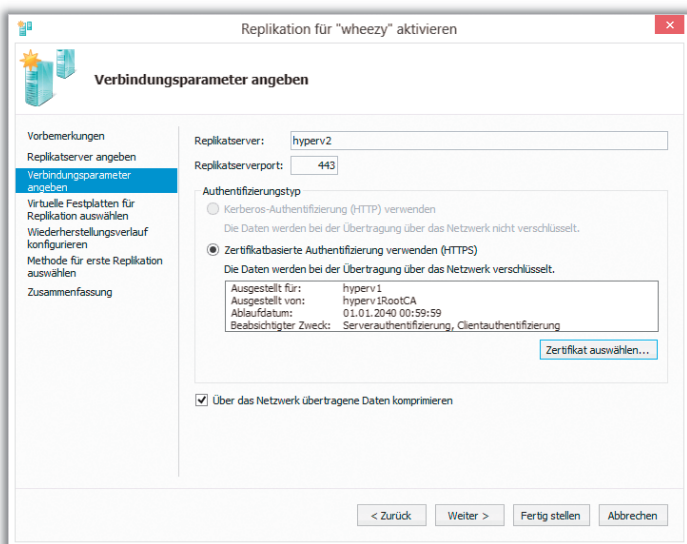 Replikation für "wheezy" aktivieren
Verbindungsparameter angeben
Vorbemerkungen
Replikatserver angeben
Verbindungsparameter
angeben
Virtuelle Festplatten für
Replikation auswählen
Wiederherstellungsverlauf
konfigurieren
Methode für erste Replikation
auswählen
Zusammenfassung
Replikatserver: hyperv2
Replikatserverport: 443
Authentifizierungstyp
Kerberos-Authentifizierung (HTTP) verwenden
Die Daten werden bei der Übertragung über das Netzwerk nicht verschlüsselt.
Zertifikatbasierte Authentifizierung verwenden (HTTPS)
Die Daten werden bei der Übertragung über das Netzwerk verschlüsselt.
Ausgestellt für: hyperv1
Ausgestellt von: hyperv1RootCA
Ablaufdatum: 01.01.2040 00:59:59
Beabsichtigter Zweck: Serverauthentifizierung, Clientauthentifizierung
Zertifikat auswählen...
Über das Netzwerk übertragene Daten komprimieren
< Zurück Weiter > Fertig stellen Abbrechen